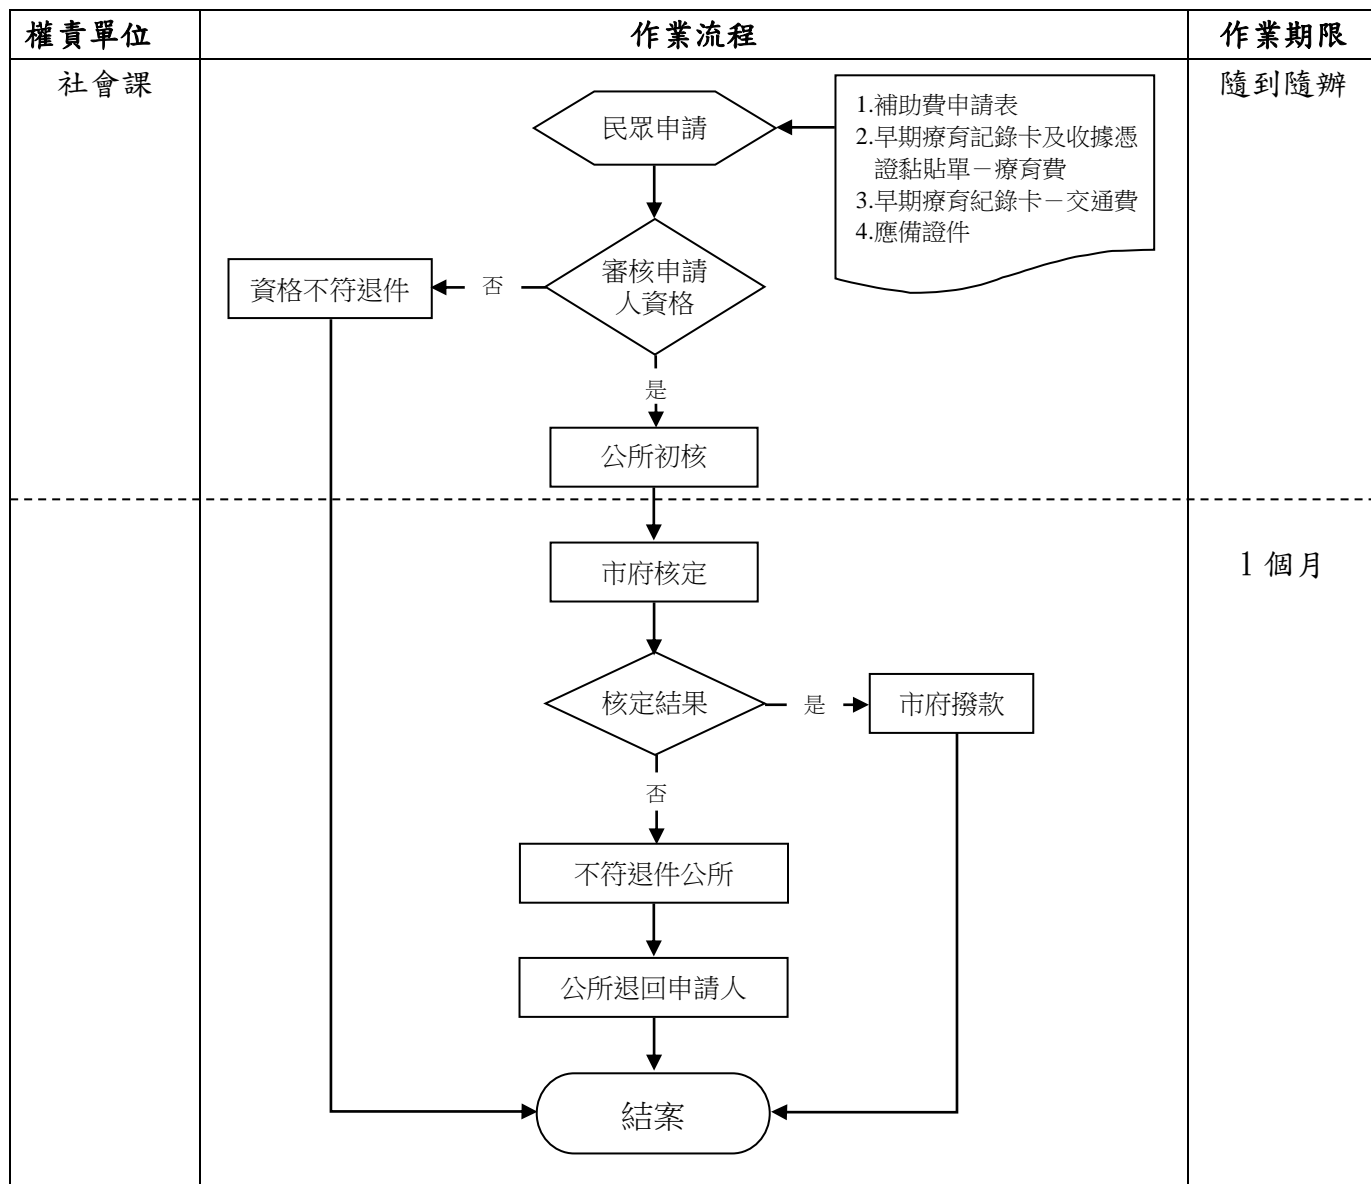 權責單位
作業流程
作業期限
社會課
隨到隨辦
民眾申請
1.補助費申請表
2.早期療育記錄卡及收據憑
證黏貼單－療育費
3.早期療育紀錄卡－交通費
4.應備證件
審核申請
人資格
否
資格不符退件
是
公所初核
市府核定
1 個月
核定結果
是
市府撥款
否
不符退件公所
公所退回申請人
結案